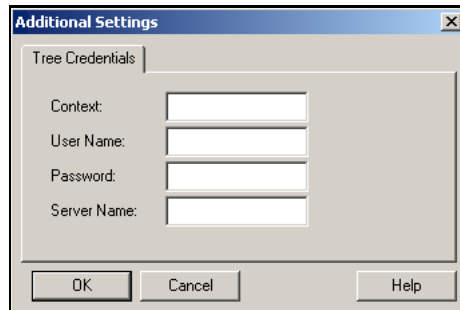 Additional Settings
Tree Credentials
Context:
User Name:
Password:
Server Name:
OK Cancel Help